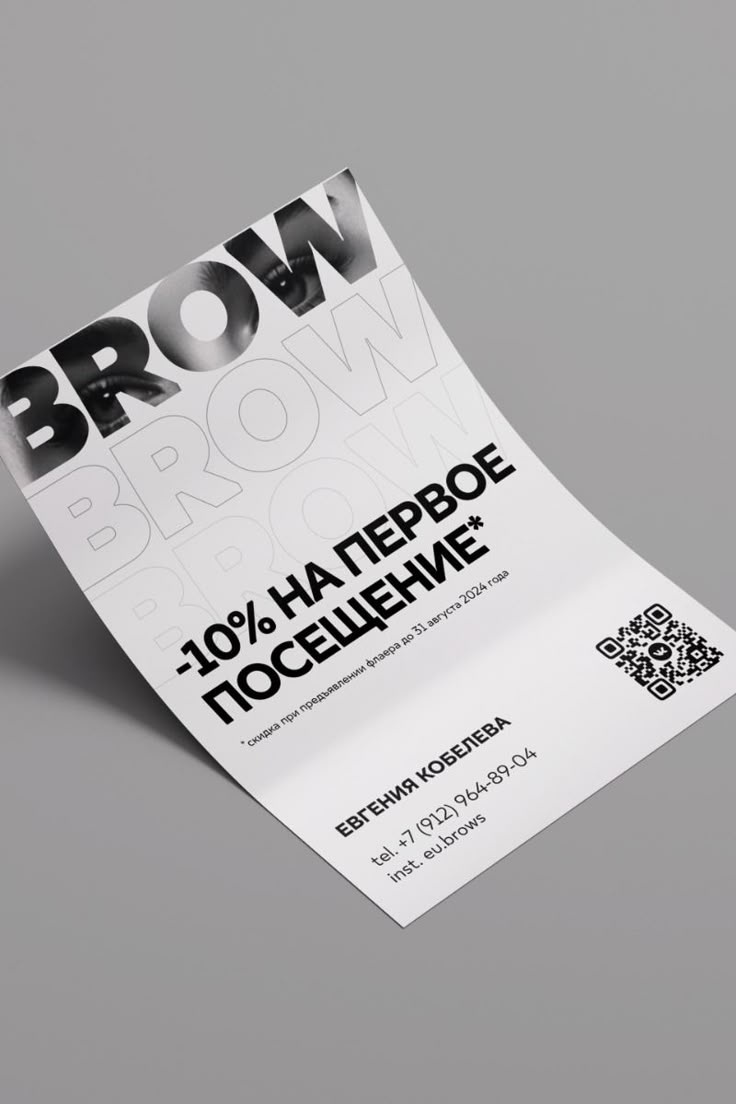 BROW
BROW
BROW
-10% НА ПЕРВОЕ
ПОСЕЩЕНИЕ*
* скидка при предъявлении флаера до 31 августа 2024 года
ЕВГЕНИЯ КОБЕЛЕВА
tel. +7 (912) 964-89-04
inst. eu.brows